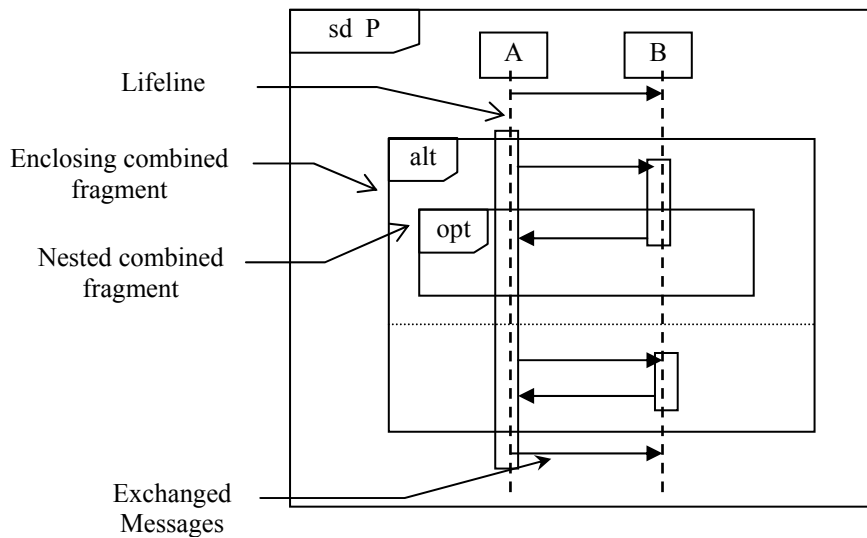 sd P
A
B
Lifeline
Enclosing combined
fragment
alt
opt
Nested combined
fragment
Exchanged
Messages